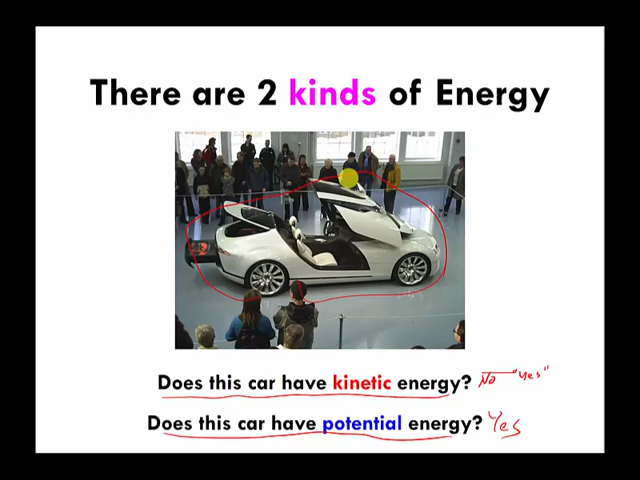 There are 2 kinds of Energy
Does this car have kinetic energy? No "Yes"
Does this car have potential energy? Yes